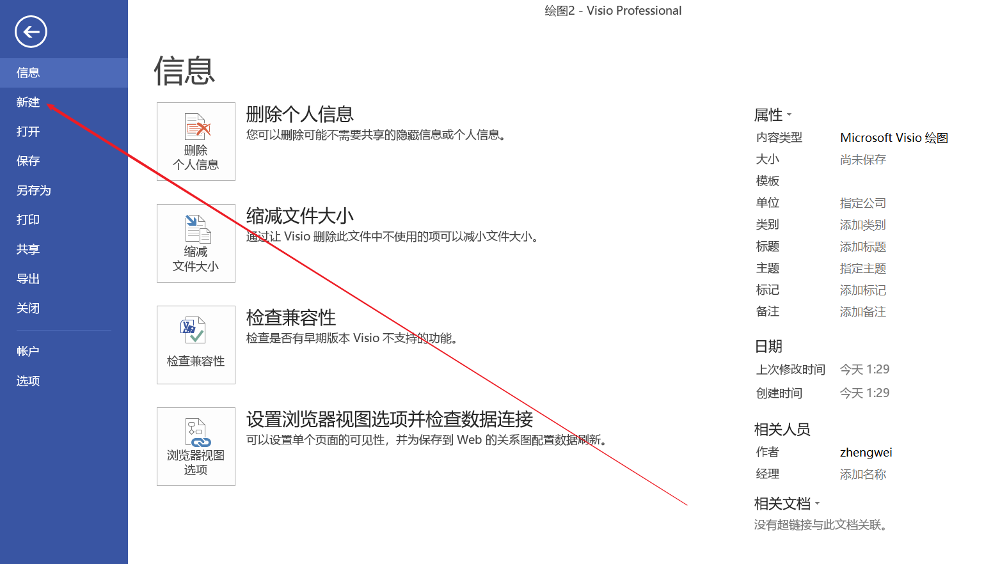 绘图2 - Visio Professional
信息
新建
打开
保存
另存为
打印
共享
导出
关闭
帐户
选项
信息
删除
个人信息
删除个人信息
您可以删除可能不需要共享的隐藏信息或个人信息。
缩减
文件大小
缩减文件大小
通过让 Visio 删除此文件中不使用的项可以减小文件大小。
检查兼容性
检查兼容性
检查是否有早期版本 Visio 不支持的功能。
浏览器视图
选项
设置浏览器视图选项并检查数据连接
可以设置单个页面的可见性，并为保存到 Web 的关系图配置数据刷新。
属性
内容类型 Microsoft Visio 绘图
大小 尚未保存
模板
单位 指定公司
类别 添加类别
标题 添加标题
主题 指定主题
标记 添加标记
备注 添加备注
日期
上次修改时间 今天 1:29
创建时间 今天 1:29
相关人员
作者 zhengwei
经理 添加名称
相关文档
没有超链接与此文档关联。